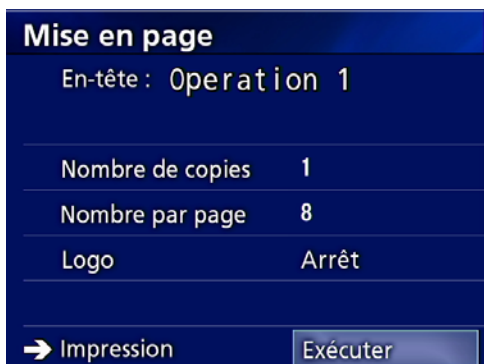 Mise en page
En-tête : Operation 1
Nombre de copies 1
Nombre par page 8
Logo Arrêt
Impression Exécuter